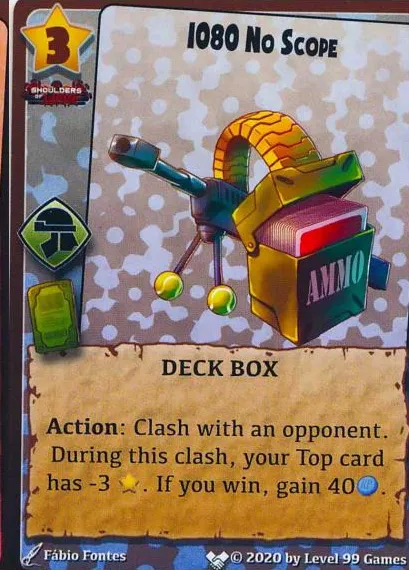 3
1080 No Scope
SHOULDERS
OF
AMMO
DECK BOX
Action: Clash with an opponent.
During this clash, your Top card
has -3 ⭐. If you win, gain 40.
Fábio Fontes
© 2020 by Level 99 Games